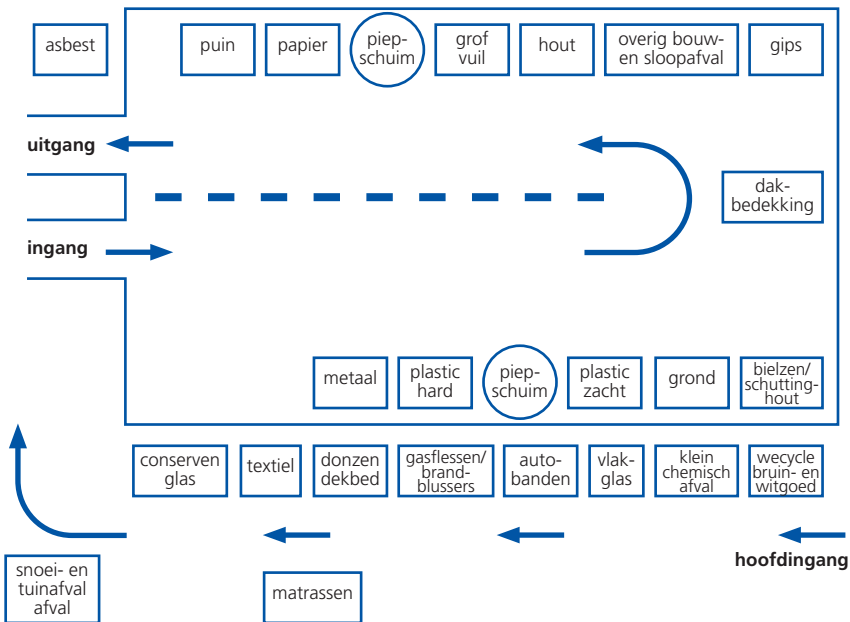 asbest
puin
papier
piep-
schuim
grof
vuil
hout
overig bouw-
en sloopafval
gips
uitgang
dak-
bedekking
ingang
metaal
plastic
hard
piep-
schuim
plastic
zacht
grond
bielzen/
schutting-
hout
conserven
glas
textiel
donzen
dekbed
gasflessen/
brand-
blussers
auto-
banden
vlak-
glas
klein
chemisch
afval
wecycle
bruin- en
witgoed
hoofdingang
snoei- en
tuinafval
afval
matrassen